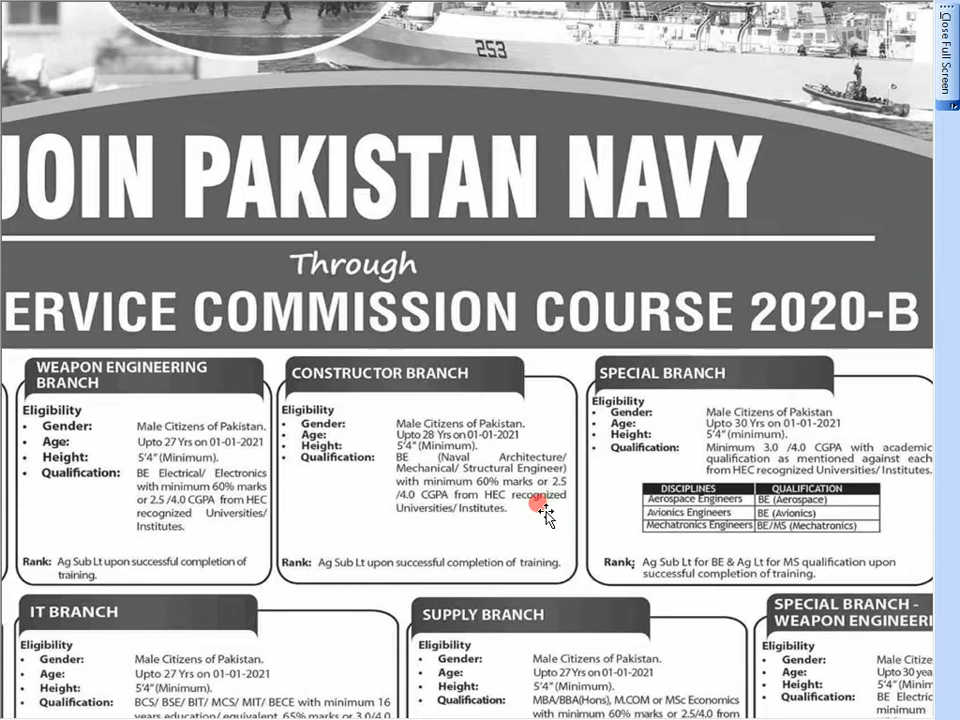 Close Full Screen
253
JOIN PAKISTAN NAVY
Through
ERVICE COMMISSION COURSE 2020-B
WEAPON ENGINEERING
BRANCH
Eligibility
• Gender: Male Citizens of Pakistan.
• Age: Upto 27 Yrs on 01-01-2021
• Height: 5'4" (Minimum).
• Qualification: BE Electrical/ Electronics
with minimum 60% marks
or 2.5 /4.0 CGPA from HEC
recognized Universities/
Institutes.
Rank: Ag Sub Lt upon successful completion of
training.
CONSTRUCTOR BRANCH
Eligibility
• Gender: Male Citizens of Pakistan.
• Age: Upto 28 Yrs on 01-01-2021
• Height: 5'4" (Minimum).
• Qualification: BE (Naval Architecture/
Mechanical/ Structural Engineer)
with minimum 60% marks or 2.5
/4.0 CGPA from HEC recognized
Universities/ Institutes.
Rank: Ag Sub Lt upon successful completion of training.
SPECIAL BRANCH
Eligibility
• Gender: Male Citizens of Pakistan
• Age: Upto 30 Yrs on 01-01-2021
• Height: 5'4" (minimum).
• Qualification: Minimum 3.0 /4.0 CGPA with academic
qualification as mentioned against each
from HEC recognized Universities/ Institutes.
DISCIPLINES QUALIFICATION
Aerospace Engineers BE (Aerospace)
Avionics Engineers BE (Avionics)
Mechatronics Engineers BE/MS (Mechatronics)
Rank: Ag Sub Lt for BE & Ag Lt for MS qualification upon
successful completion of training.
IT BRANCH
Eligibility
• Gender: Male Citizens of Pakistan.
• Age: Upto 27 Yrs on 01-01-2021
• Height: 5'4" (Minimum).
• Qualification: BCS/ BSE/ BIT/ MCS/ MIT/ BECE with minimum 16
years education/ equivalent, 65% marks or 3.0/4.0
SUPPLY BRANCH
Eligibility
• Gender: Male Citizens of Pakistan.
• Age: Upto 27 Yrs on 01-01-2021
• Height: 5'4" (Minimum).
• Qualification: MBA/BBA(Hons), M.COM or MSc Economics
with minimum 60% marks or 2.5/4.0 from
SPECIAL BRANCH -
WEAPON ENGINEERI
Eligibility
• Gender: Male Citize
• Age: Upto 30 yea
• Height: 5'4" (Minim
• Qualification: BE Electric
minimum